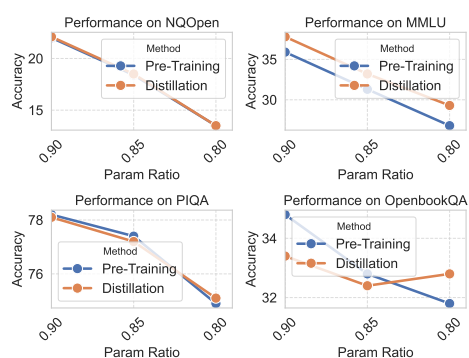 Performance on NQOpen
Accuracy
20
15
Method
Pre-Training
Distillation
0.90
0.85
0.80
Param Ratio
Performance on MMLU
Accuracy
35
30
Method
Pre-Training
Distillation
0.90
0.85
0.80
Param Ratio
Performance on PIQA
Accuracy
78
76
Method
Pre-Training
Distillation
0.90
0.85
0.80
Param Ratio
Performance on OpenbookQA
Accuracy
34
32
Method
Pre-Training
Distillation
0.90
0.85
0.80
Param Ratio